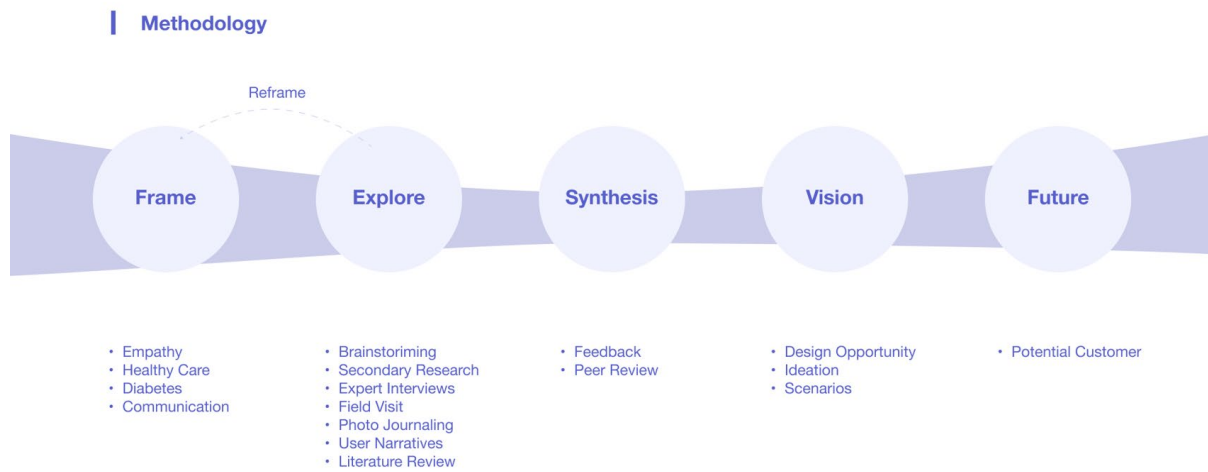 Methodology
Reframe
Frame
Explore
Synthesis
Vision
Future
• Empathy
• Healthy Care
• Diabetes
• Communication
• Brainstoriming
• Secondary Research
• Expert Interviews
• Field Visit
• Photo Journaling
• User Narratives
• Literature Review
• Feedback
• Peer Review
• Design Opportunity
• Ideation
• Scenarios
• Potential Customer